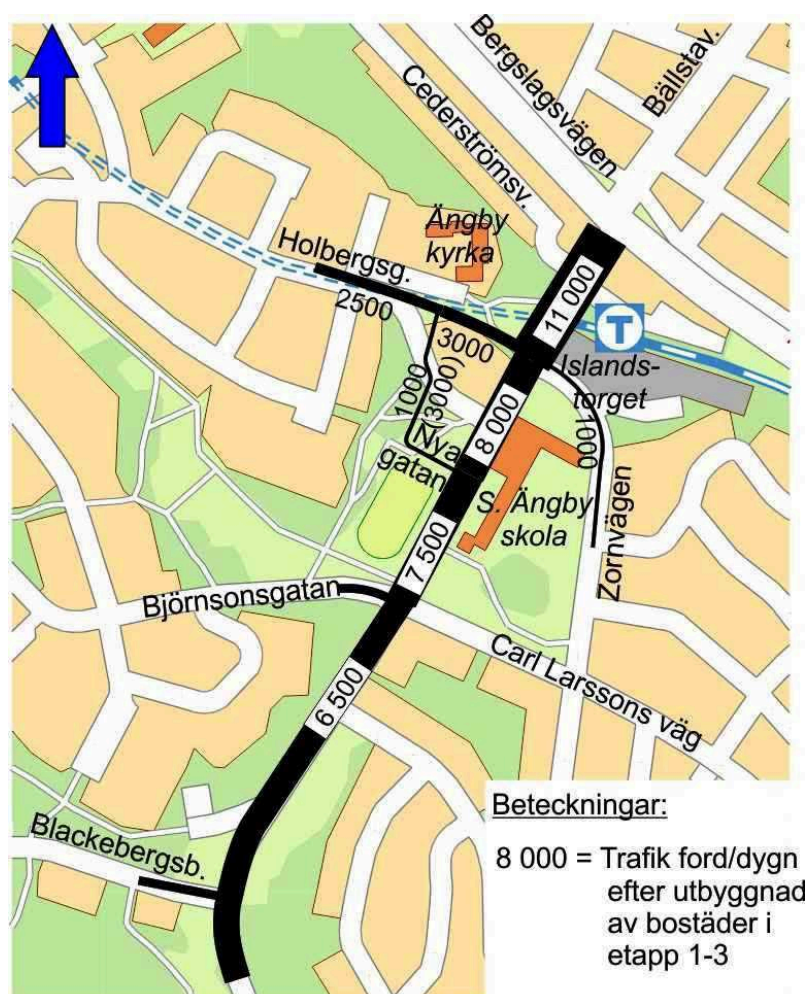 Bergslagsvägen
Bällstav.
Cederströmsv.
Ängby
kyrka
Holbergsg.
2500
11 000
T
3000
Islands-
torget
1000
(3000)
8 000
1000
Nya
gatan
S. Ängby
skola
Zornvägen
7 500
Björnsonsgatan
Carl Larssons väg
6 500
Blackebergsb.
Beteckningar:
8 000 = Trafik ford/dygn
efter utbyggnad
av bostäder i
etapp 1-3